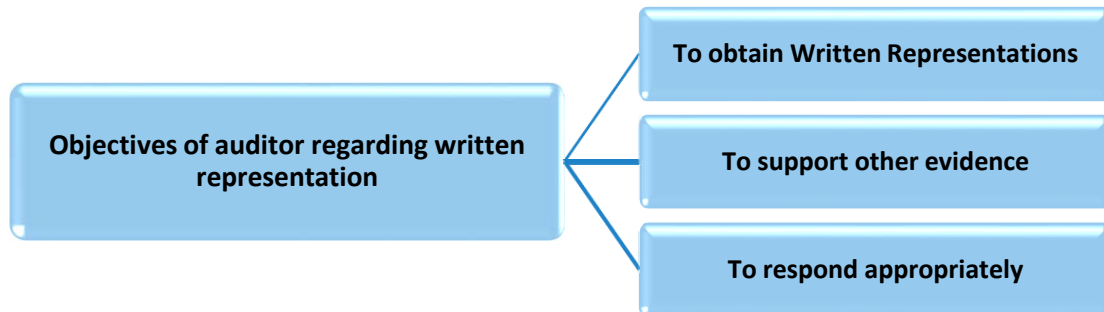 Objectives of auditor regarding written
representation
To obtain Written Representations
To support other evidence
To respond appropriately